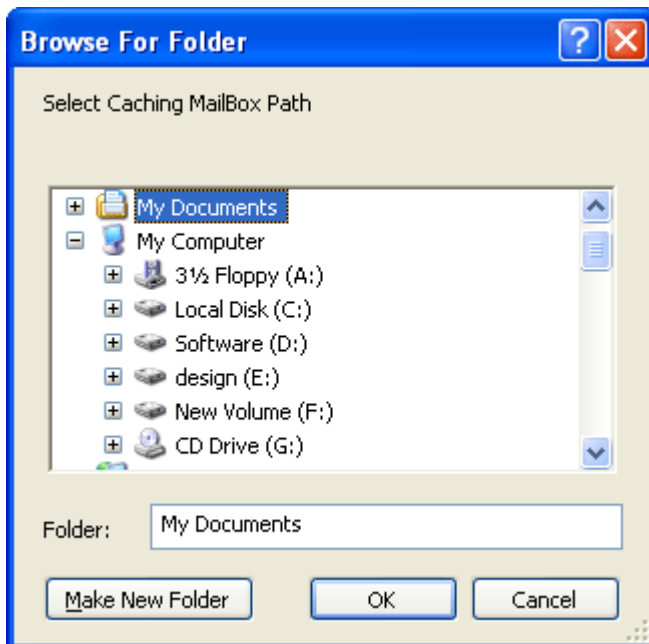 Browse For Folder
Select Caching MailBox Path
My Documents
My Computer
3½ Floppy (A:)
Local Disk (C:)
Software (D:)
design (E:)
New Volume (F:)
CD Drive (G:)
Folder: My Documents
Make New Folder OK Cancel